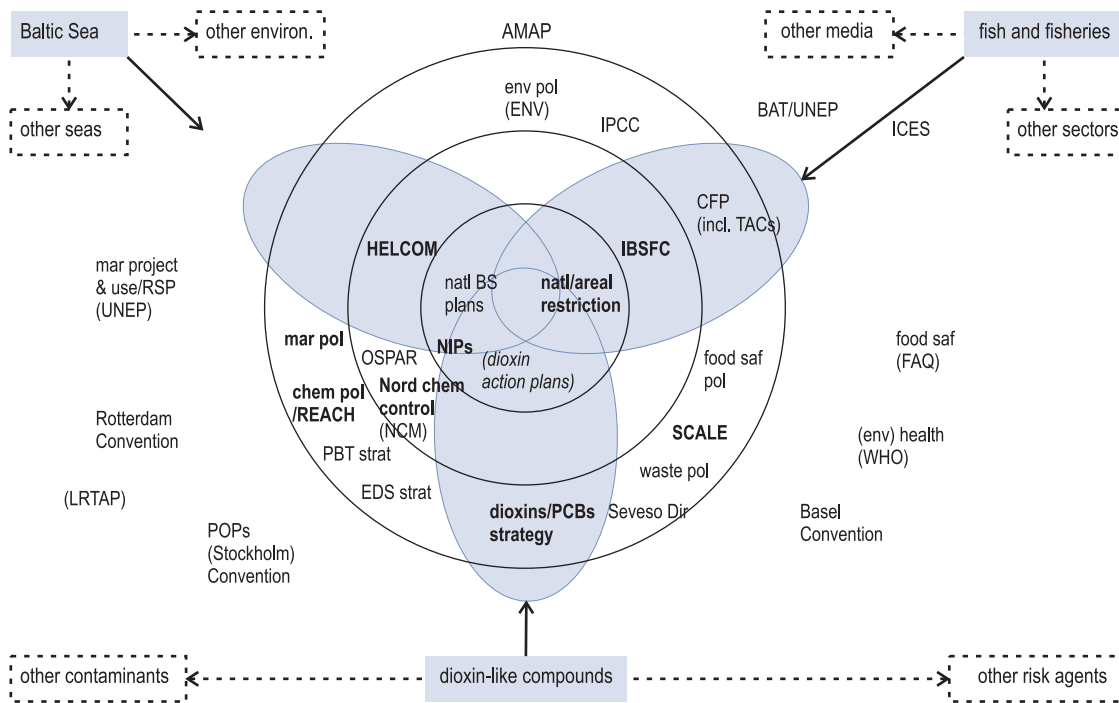 Baltic Sea
other environ.
AMAP
other media
fish and fisheries
other seas
env pol
(ENV)
IPCC
BAT/UNEP
ICES
other sectors
CFP
(incl. TACs)
HELCOM
IBSFC
mar project
& use/RSP
(UNEP)
natl BS
plans
natl/areal
restriction
mar pol
OSPAR
NIPs
(dioxin
action plans)
food saf
pol
food saf
(FAQ)
chem pol
/REACH
Nord chem
control
(NCM)
Rotterdam
Convention
SCALE
(env) health
(WHO)
PBT strat
waste pol
(LRTAP)
EDS strat
dioxins/PCBs
strategy
Seveso Dir
Basel
Convention
POPs
(Stockholm)
Convention
other contaminants
dioxin-like compounds
other risk agents